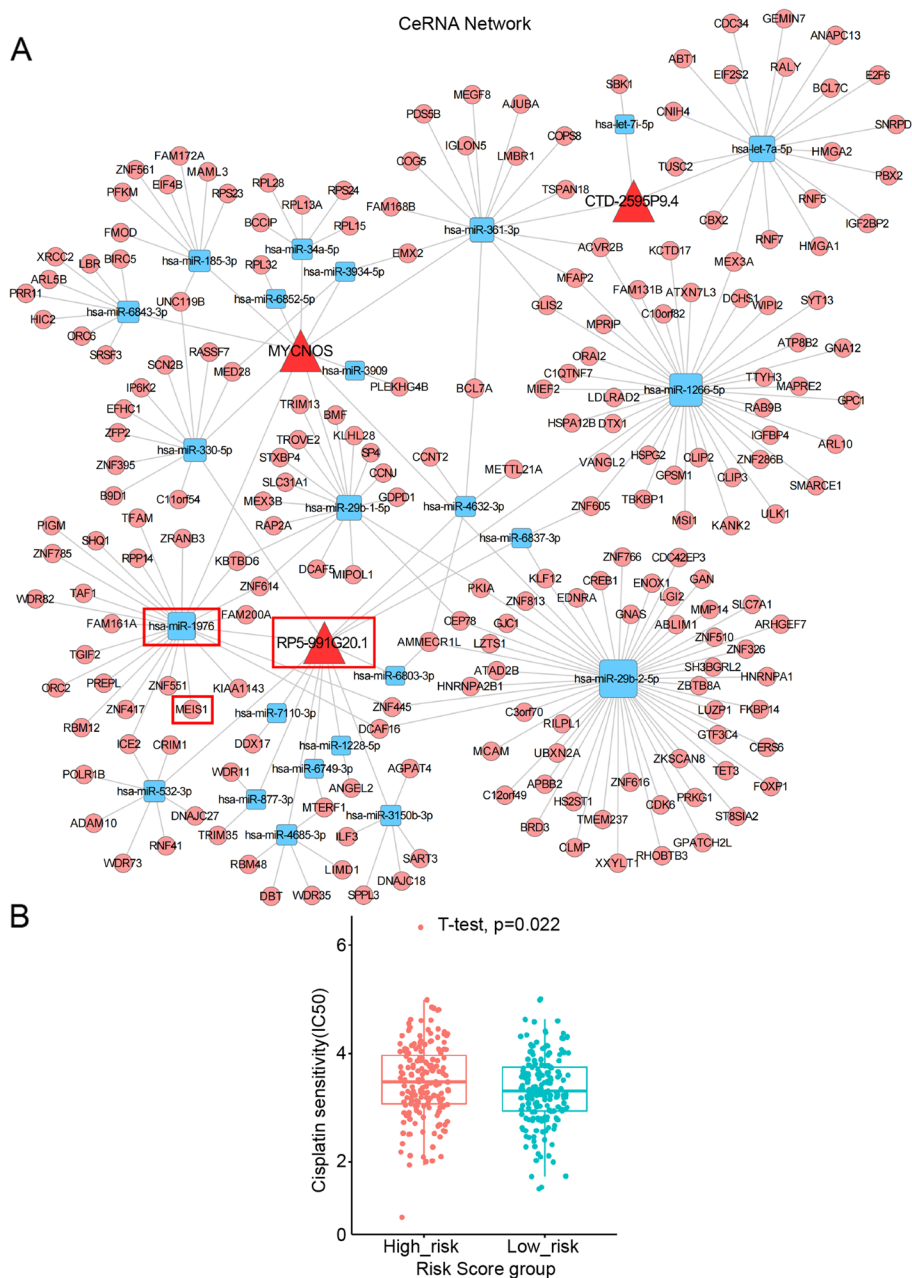 CeRNA Network
A
CDC34
GEMIN7
ANAPC13
ABT1
EIF2S2
RALY
BCL7C
E2F6
SBK1
hsa-let-7i-5p
CNIH4
SNRPD
hsa-let-7a-5p
HMGA2
TUSC2
PBX2
CTD-2595P9.4
RNF5
CBX2
IGF2BP2
RNF7
HMGA1
MEGF8
PDS5B
AJUBA
IGLON5
COPS8
COG5
LMBR1
TSPAN18
FAM168B
hsa-miR-361-3p
EMX2
FAM172A
ZNF561
MAML3
EIF4B
PFKM
RPS23
FMOD
hsa-miR-185-3p
RPL28
RPS24
RPL13A
BCCIP
RPL15
hsa-miR-34a-5p
RPL32
hsa-miR-3934-5p
hsa-miR-6852-5p
XRCC2
LBR
BIRC5
ARL5B
PRR11
UNC119B
hsa-miR-6843-3p
HIC2
ORC6
SRSF3
MYCNOS
hsa-miR-3909
PLEKHG4B
RASSF7
SCN2B
MED28
IP6K2
EFHC1
ZFP2
hsa-miR-330-5p
ZNF395
B9D1
C11orf54
AGVR2B
KCTD17
MEX3A
MFAP2
FAM131B
ATXN7L3
DCHS1
WIPI2
SYT13
GLIS2
C10orf82
MPRIP
ATP8B2
GNA12
ORAI2
TTYH3
C1QTNF7
MAPRE2
MIEF2
hsa-miR-1266-5p
LDLRAD2
GPC1
RAB9B
HSPA12B
DTX1
IGFBP4
ARL10
VANGL2
HSPG2
CLIP2
ZNF286B
GPSM1
CLIP3
SMARCE1
TBKBP1
ULK1
MSI1
KANK2
BCL7A
TRIM13
BMF
TROVE2
KLHL28
STXBP4
SP4
CCNJ
SLC31A1
GDPD1
MEX3B
hsa-miR-29b-1-5p
RAP2A
DCAF5
MIPOL1
CCNT2
METTL21A
hsa-miR-4632-3p
ZNF605
hsa-miR-6837-3p
PIGM
TFAM
SHQ1
ZRANB3
ZNF785
RPP14
KBTBD6
TAF1
ZNF614
WDR82
FAM200A
FAM161A
hsa-miR-1976
TGIF2
PREPL
ORC2
ZNF551
KIAA1143
ZNF417
MEIS1
RBM12
RP5-991G20.1
hsa-miR-6803-3p
hsa-miR-7110-3p
ZNF445
DCAF16
PKIA
KLF12
EDNRA
ZNF813
CEP78
GJC1
AMMECR1L
LZTS1
ATAD2B
HNRNPA2B1
ZNF766
CDC42EP3
CREB1
ENOX1
GAN
LGI2
SLC7A1
GNAS
MMP14
ABLIM1
ARHGEF7
ZNF510
ZNF326
SH3BGRL2
HNRNPA1
hsa-miR-29b-2-5p
ZBTB8A
C3orf70
LUZP1
FKBP14
RILPL1
GTF3C4
MCAM
UBXN2A
CERS6
ZKSCAN8
TET3
FOXP1
C12orf49
APBB2
ZNF616
PRKG1
HS2ST1
CDK6
ST8SIA2
BRD3
TMEM237
GPATCH2L
CLMP
RHOBTB3
XXYLT1
ICE2
CRIM1
POLR1B
hsa-miR-532-3p
ADAM10
DNAJC27
RNF41
WDR73
DDX17
hsa-miR-1228-5p
WDR11
hsa-miR-6749-3p
AGPAT4
ANGEL2
hsa-miR-877-3p
MTERF1
hsa-miR-3150b-3p
TRIM35
hsa-miR-4685-3p
ILF3
RBM48
LIMD1
SART3
DNAJC18
DBT
WDR35
SPPL3
B
T-test, p=0.022
Cisplatin sensitivity(IC50)
6
4
2
0
High_risk
Low_risk
Risk Score group